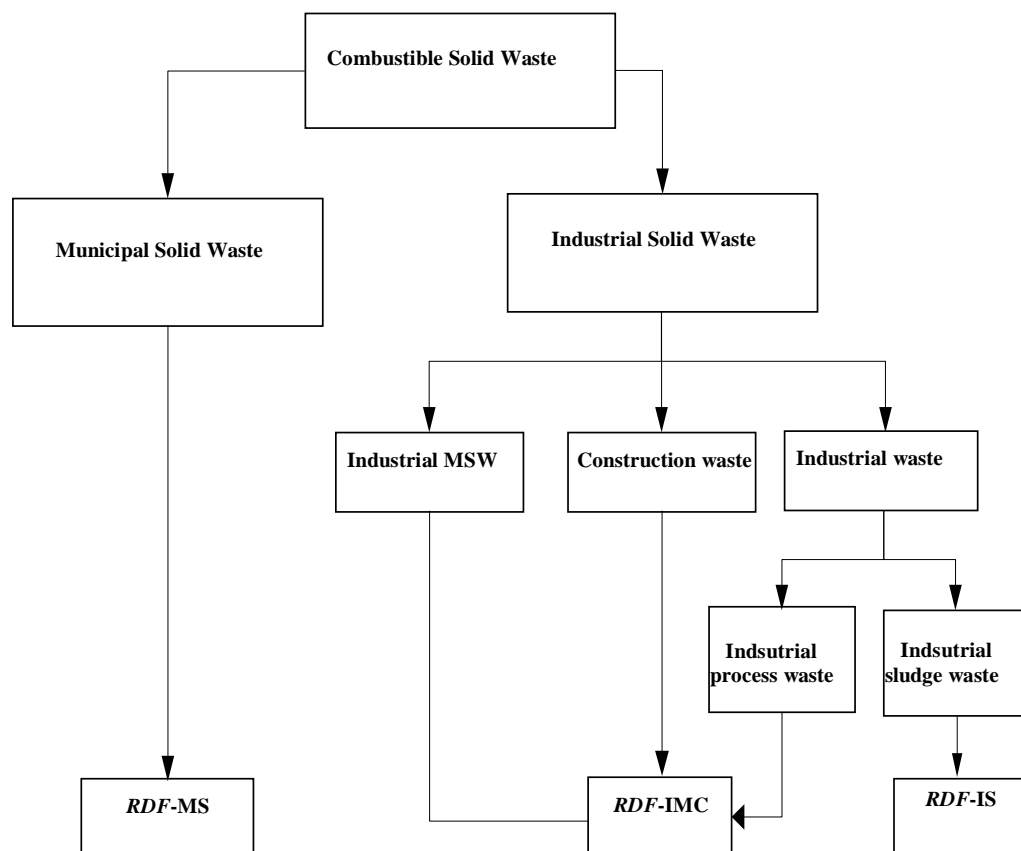 Combustible Solid Waste
Municipal Solid Waste
Industrial Solid Waste
Industrial MSW
Construction waste
Industrial waste
Indsutrial
process waste
Indsutrial
sludge waste
RDF-MS
RDF-IMC
RDF-IS